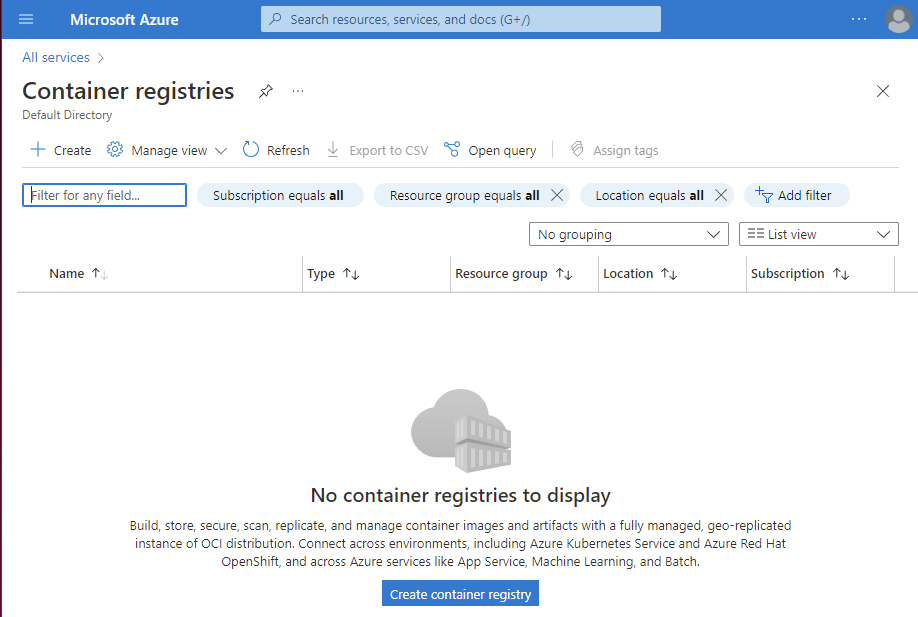 Microsoft Azure
Search resources, services, and docs (G+/)
All services
Container registries
Default Directory
Create
Manage view
Refresh
Export to CSV
Open query
Assign tags
Filter for any field...
Subscription equals all
Resource group equals all
Location equals all
Add filter
No grouping
List view
Name
Type
Resource group
Location
Subscription
No container registries to display
Build, store, secure, scan, replicate, and manage container images and artifacts with a fully managed, geo-replicated
instance of OCI distribution. Connect across environments, including Azure Kubernetes Service and Azure Red Hat
OpenShift, and across Azure services like App Service, Machine Learning, and Batch.
Create container registry